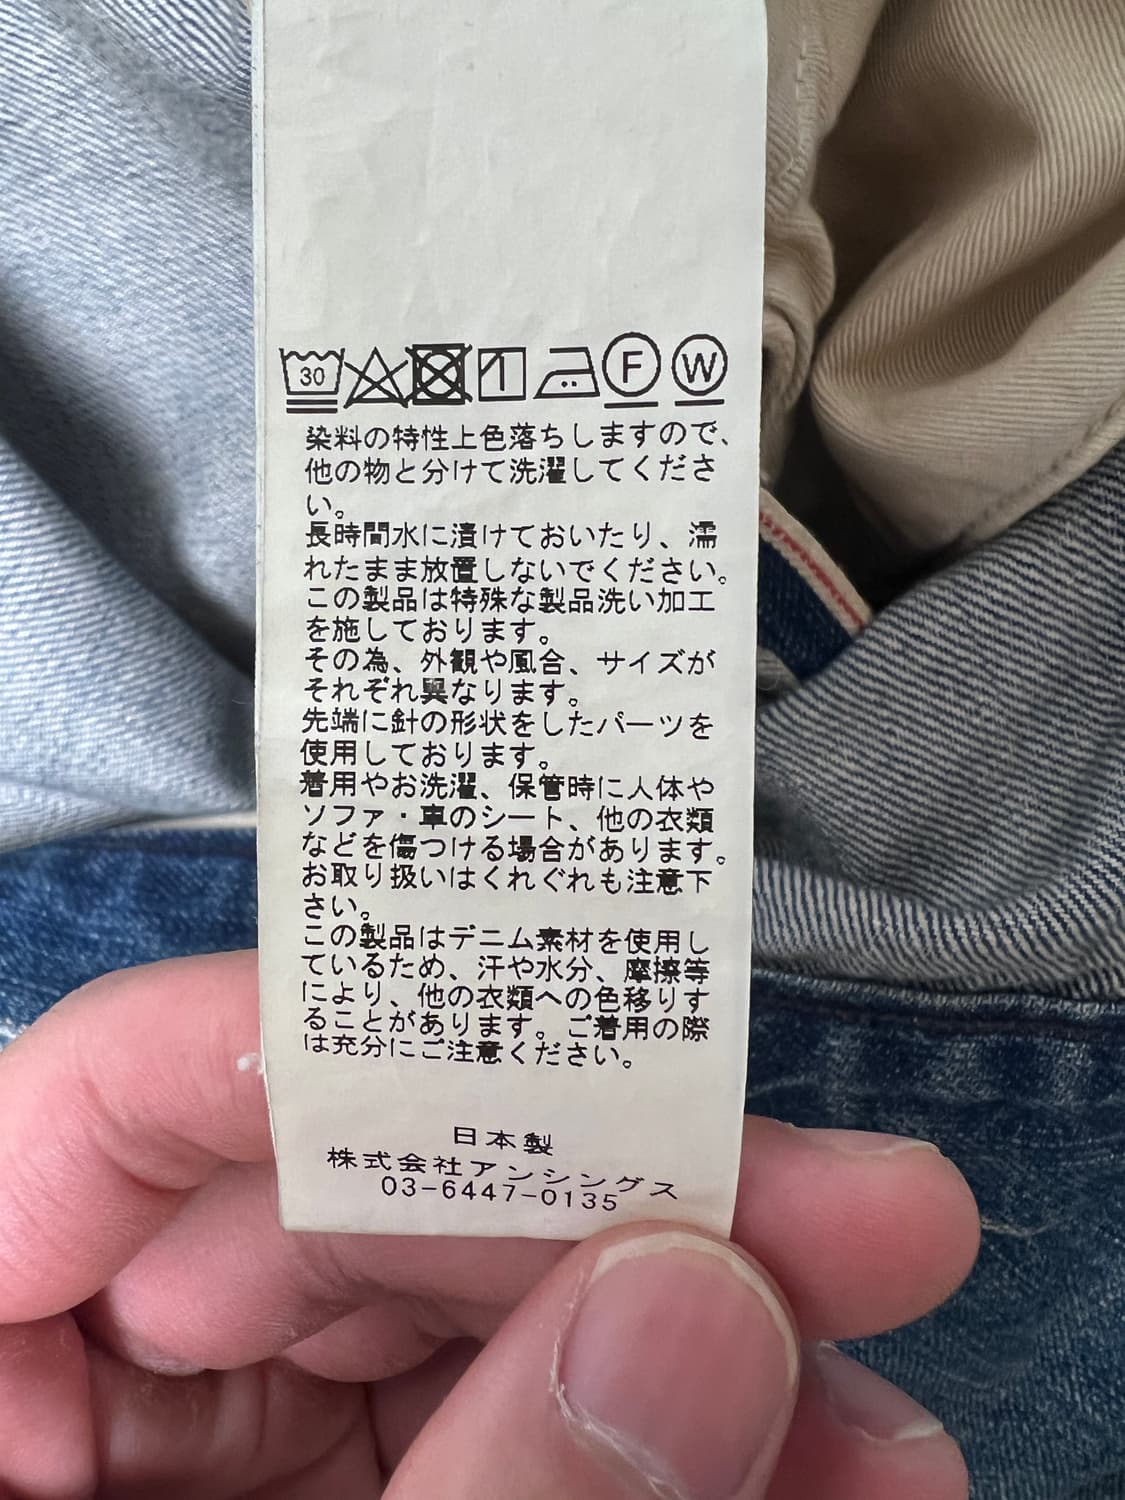 30 F W
染料の特性上色落ちしますので、
他の物と分けて洗濯してくださ
い。
長時間水に漬けておいたり、濡
れたまま放置しないでください。
この製品は特殊な製品洗い加工
を施しております。
その為、外観や風合、サイズが
それぞれ異なります。
先端に針の形状をしたパーツを
使用しております。
着用やお洗濯、保管時に人体や
ソファ・車のシート、他の衣類
などを傷つける場合があります。
お取り扱いはくれぐれも注意下
さい。
この製品はデニム素材を使用し
ているため、汗や水分、摩擦等
により、他の衣類への色移りす
ることがあります。ご着用の際
は充分にご注意ください。
日本製
株式会社アンシングス
03-6447-0135